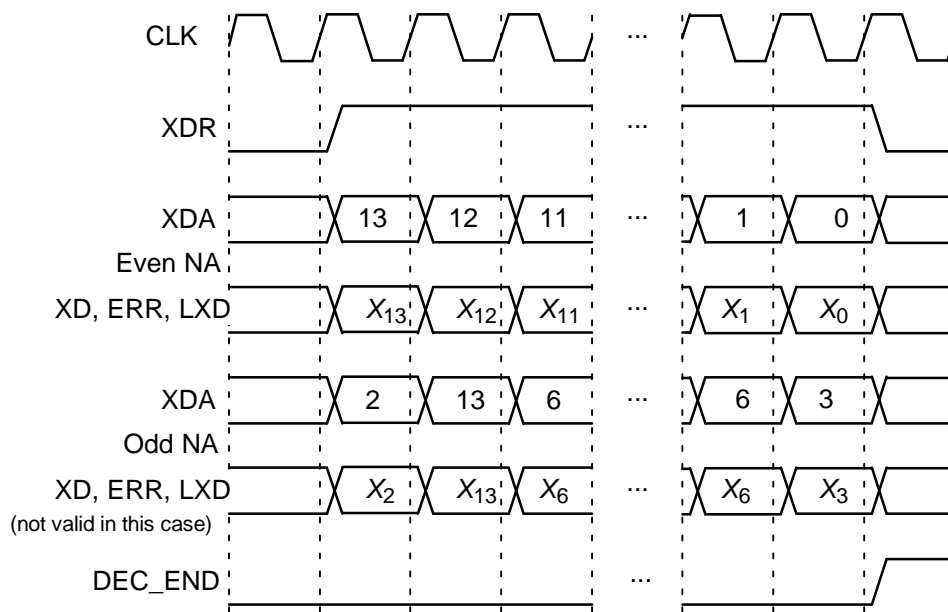 CLK ...
XDR ...
XDA 13 12 11 ... 1 0
Even NA
XD, ERR, LXD X13 X12 X11 ... X1 X0
XDA 2 13 6 ... 6 3
Odd NA
XD, ERR, LXD X2 X13 X6 ... X6 X3
(not valid in this case)
DEC_END ...